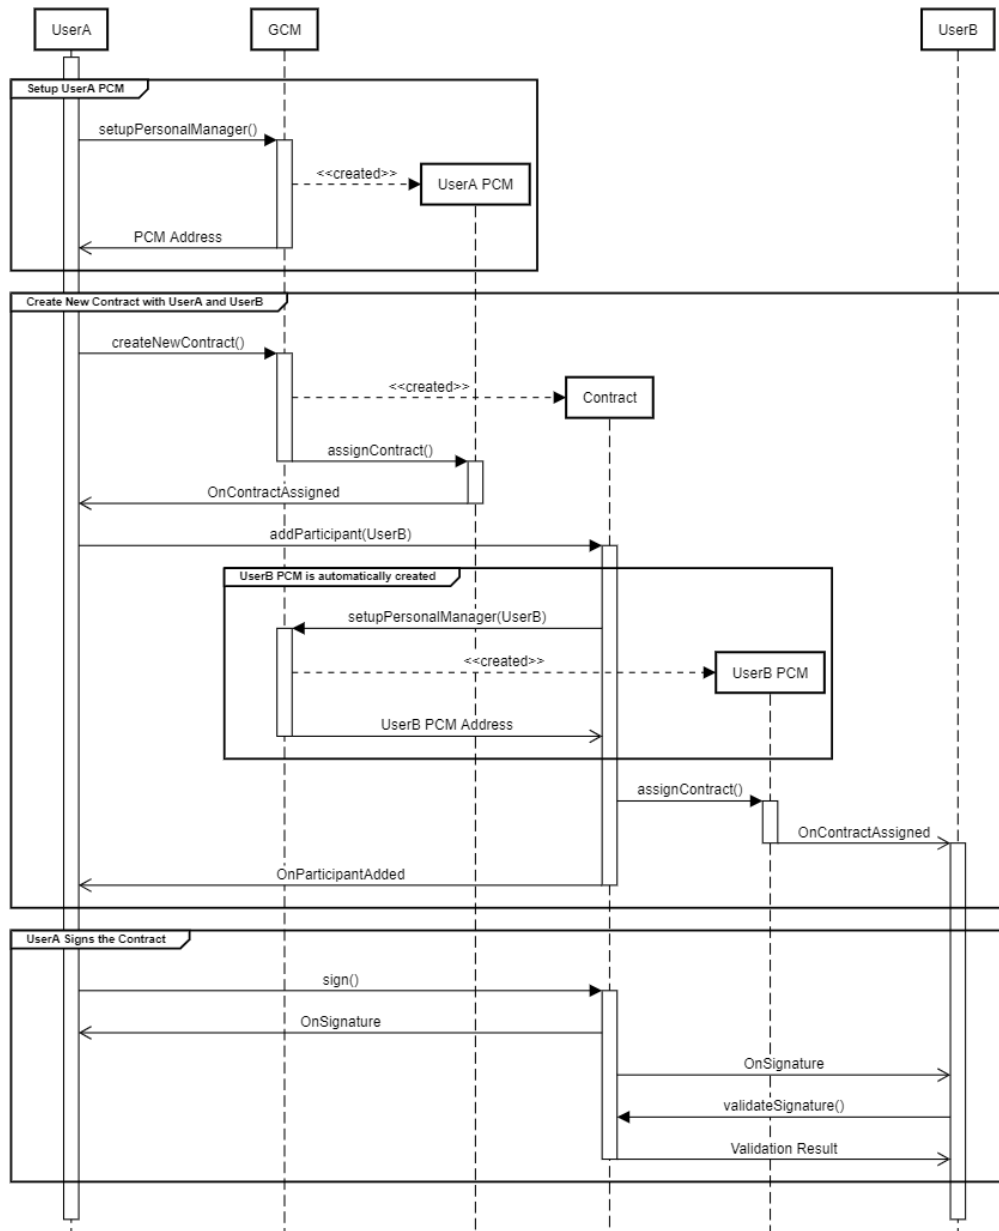 UserA
GCM
UserB
Setup UserA PCM
setupPersonalManager()
<<created>>
UserA PCM
PCM Address
Create New Contract with UserA and UserB
createNewContract()
<<created>>
Contract
assignContract()
OnContractAssigned
addParticipant(UserB)
UserB PCM is automatically created
setupPersonalManager(UserB)
<<created>>
UserB PCM
UserB PCM Address
assignContract()
OnContractAssigned
OnParticipantAdded
UserA Signs the Contract
sign()
OnSignature
OnSignature
validateSignature()
Validation Result